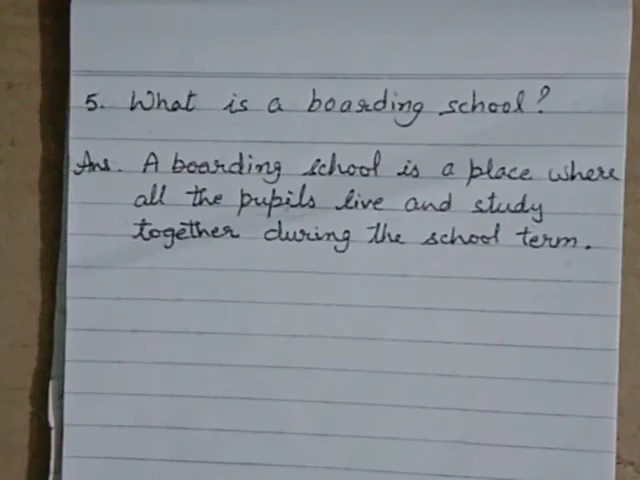 5. What is a boarding school?
Ans. A boarding school is a place where
all the pupils live and study
together during the school term.